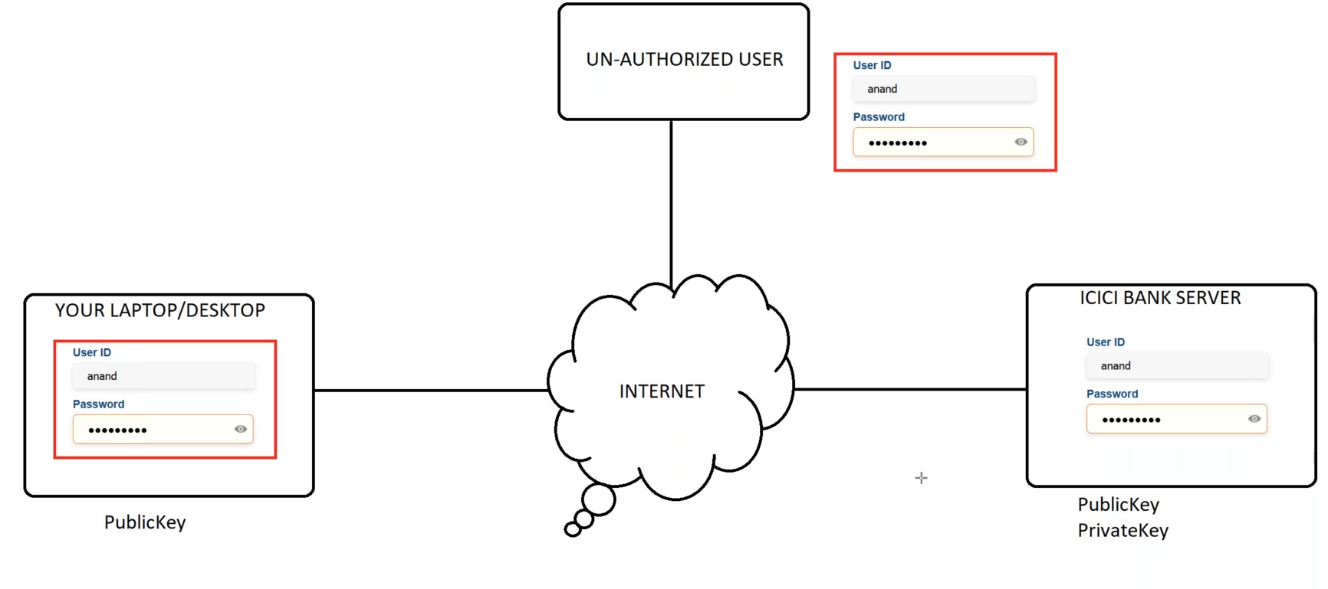 UN-AUTHORIZED USER
User ID
anand
Password
•••••••••
YOUR LAPTOP/DESKTOP
User ID
anand
Password
•••••••••
PublicKey
INTERNET
ICICI BANK SERVER
User ID
anand
Password
•••••••••
PublicKey
PrivateKey